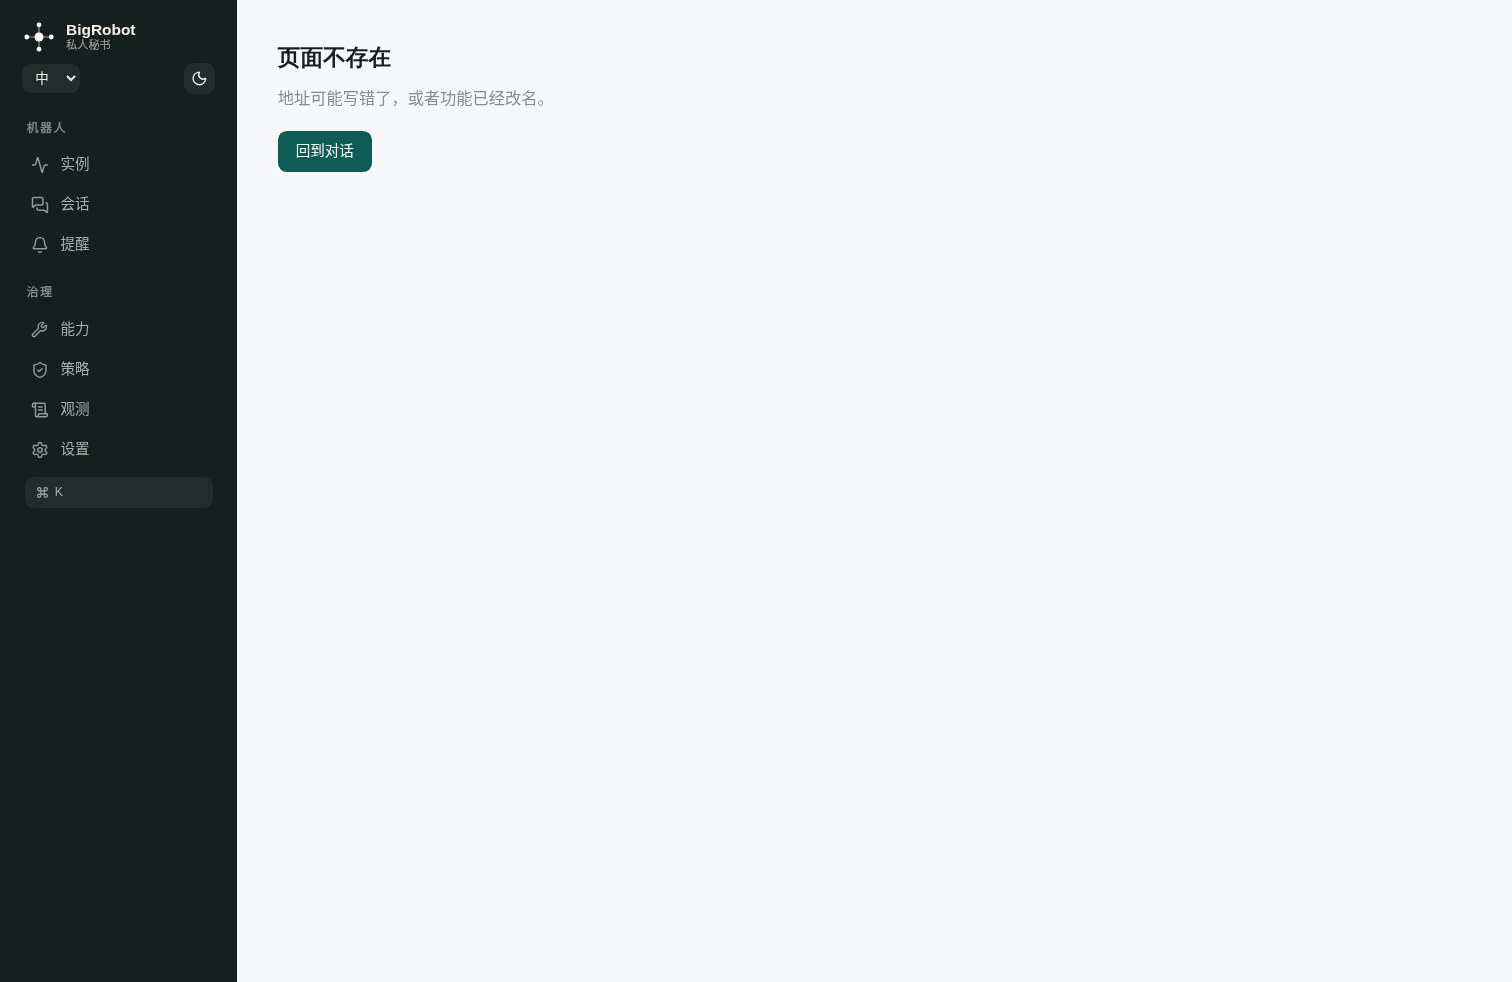 BigRobot
私人秘书
中
机器人
实例
会话
提醒
治理
能力
策略
观测
设置
⌘ K
页面不存在
地址可能写错了，或者功能已经改名。
回到对话